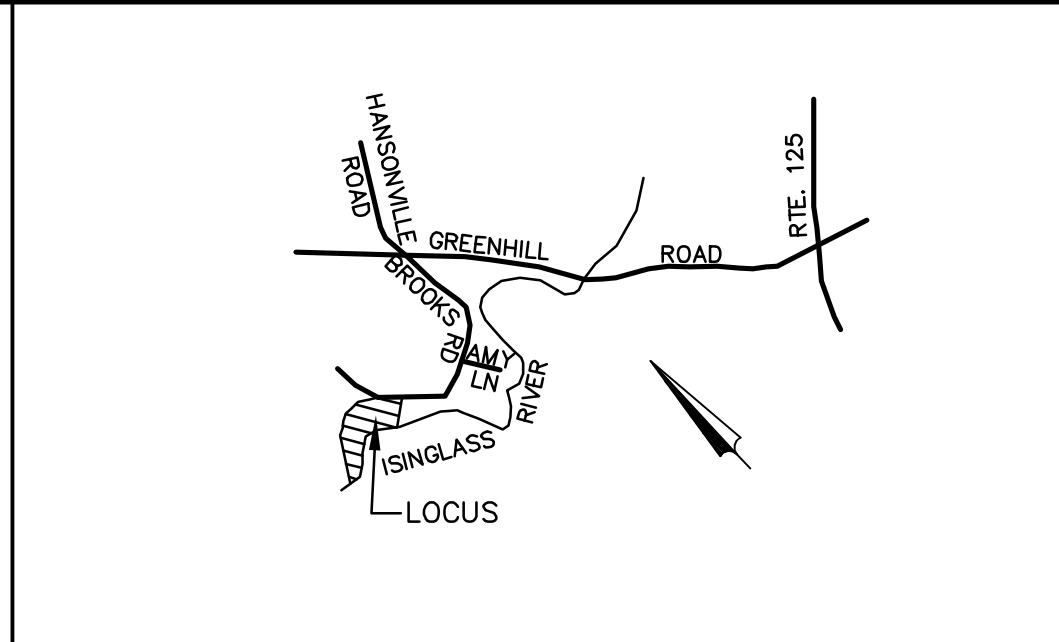 HANSONVILLE
ROAD
RTE. 125
GREENHILL
ROAD
BROOKS
RD
AMY
LN
RIVER
ISINGLASS
LOCUS